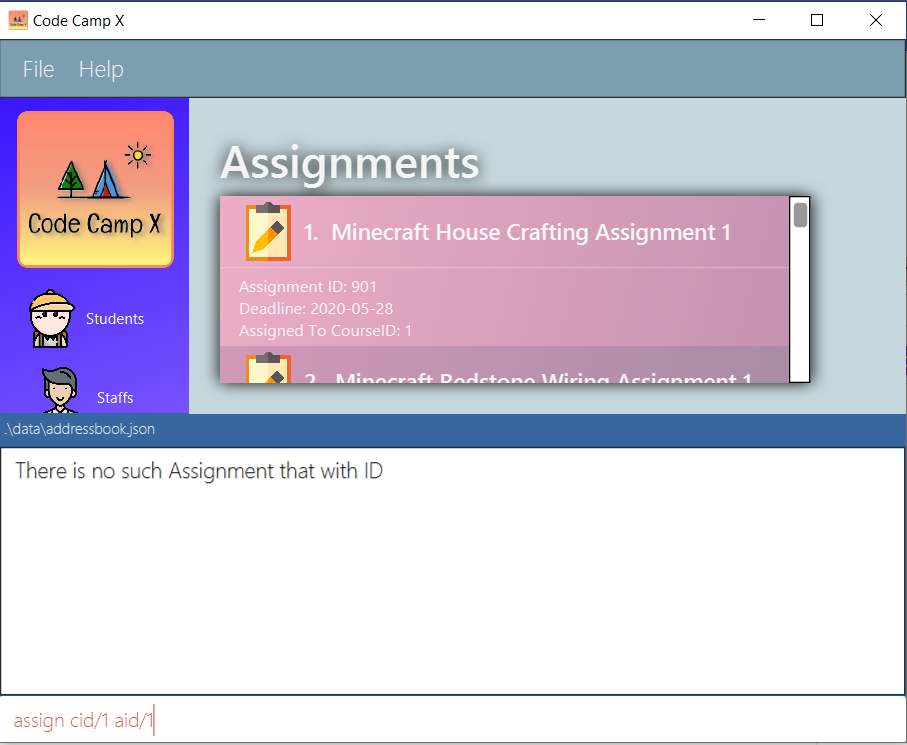 Code Camp X
File Help
Code Camp X
Students
Staffs
Assignments
1. Minecraft House Crafting Assignment 1
Assignment ID: 901
Deadline: 2020-05-28
Assigned To CourseID: 1
2. Minecraft Redstone Wiring Assignment 1
.\data\addressbook.json
There is no such Assignment that with ID
assign cid/1 aid/1